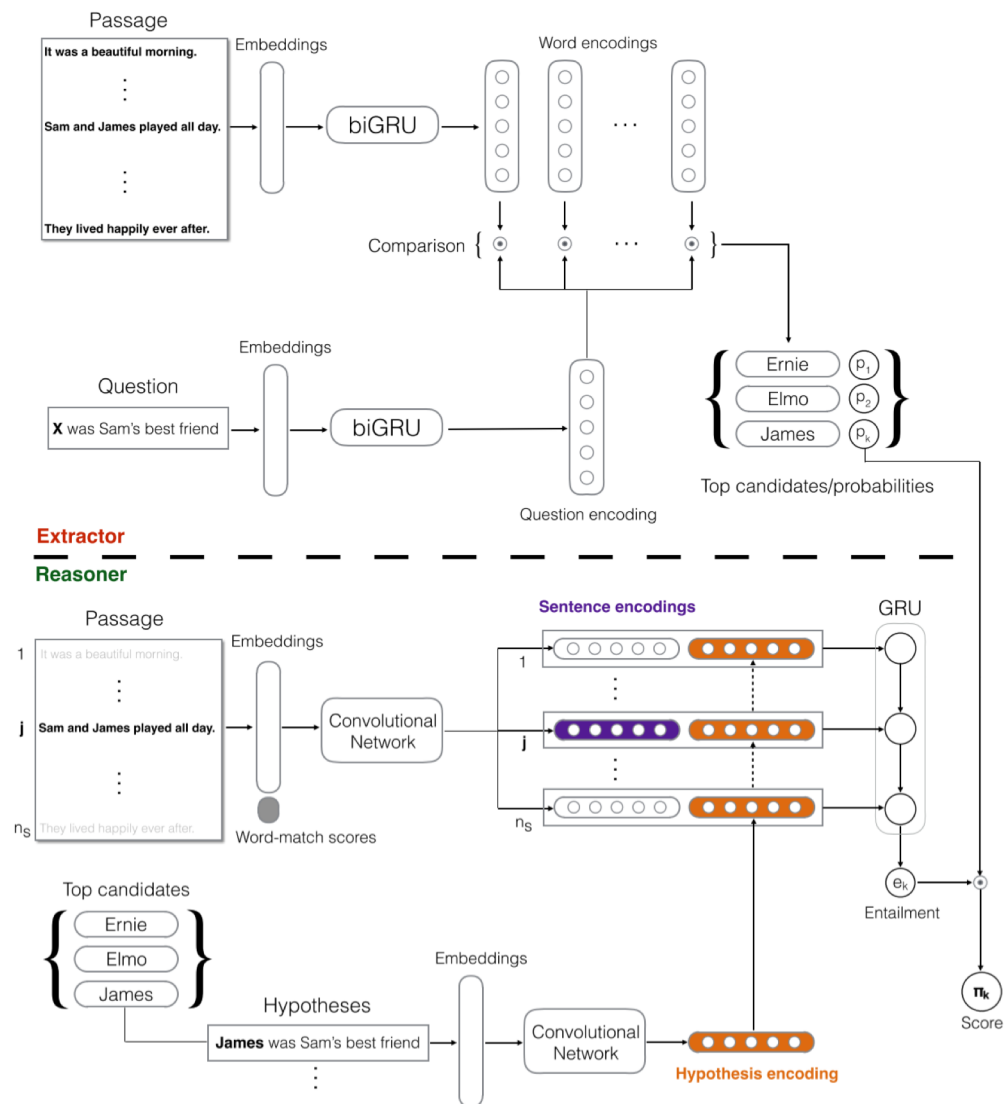 Passage
It was a beautiful morning.
Sam and James played all day.
They lived happily ever after.
Embeddings
biGRU
Word encodings
Comparison
Question
X was Sam's best friend
Embeddings
biGRU
Question encoding
Ernie p1
Elmo p2
James pk
Top candidates/probabilities
Extractor
Reasoner
Passage
1 It was a beautiful morning.
j Sam and James played all day.
nS They lived happily ever after.
Embeddings
Word-match scores
Convolutional
Network
Sentence encodings
1
j
nS
GRU
ek
Entailment
πk
Score
Top candidates
Ernie
Elmo
James
Hypotheses
James was Sam's best friend
Embeddings
Convolutional
Network
Hypothesis encoding